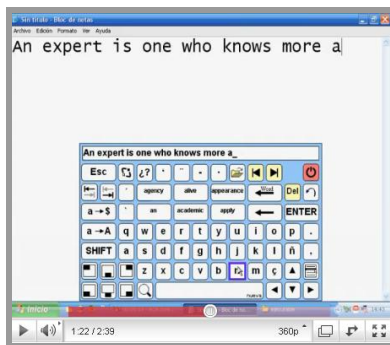 Sin título - Bloc de notas
Archivo Edición Formato Ver Ayuda
An expert is one who knows more a
An expert is one who knows more a_
Esc ¿?
agency alive appearance Word Del
a→$ an academic apply ENTER
a→A q w e r t y u i o p .
SHIFT a s d f g h j k l ñ ,
z x c v b n m ç
Inicio
1:22 / 2:39 360p